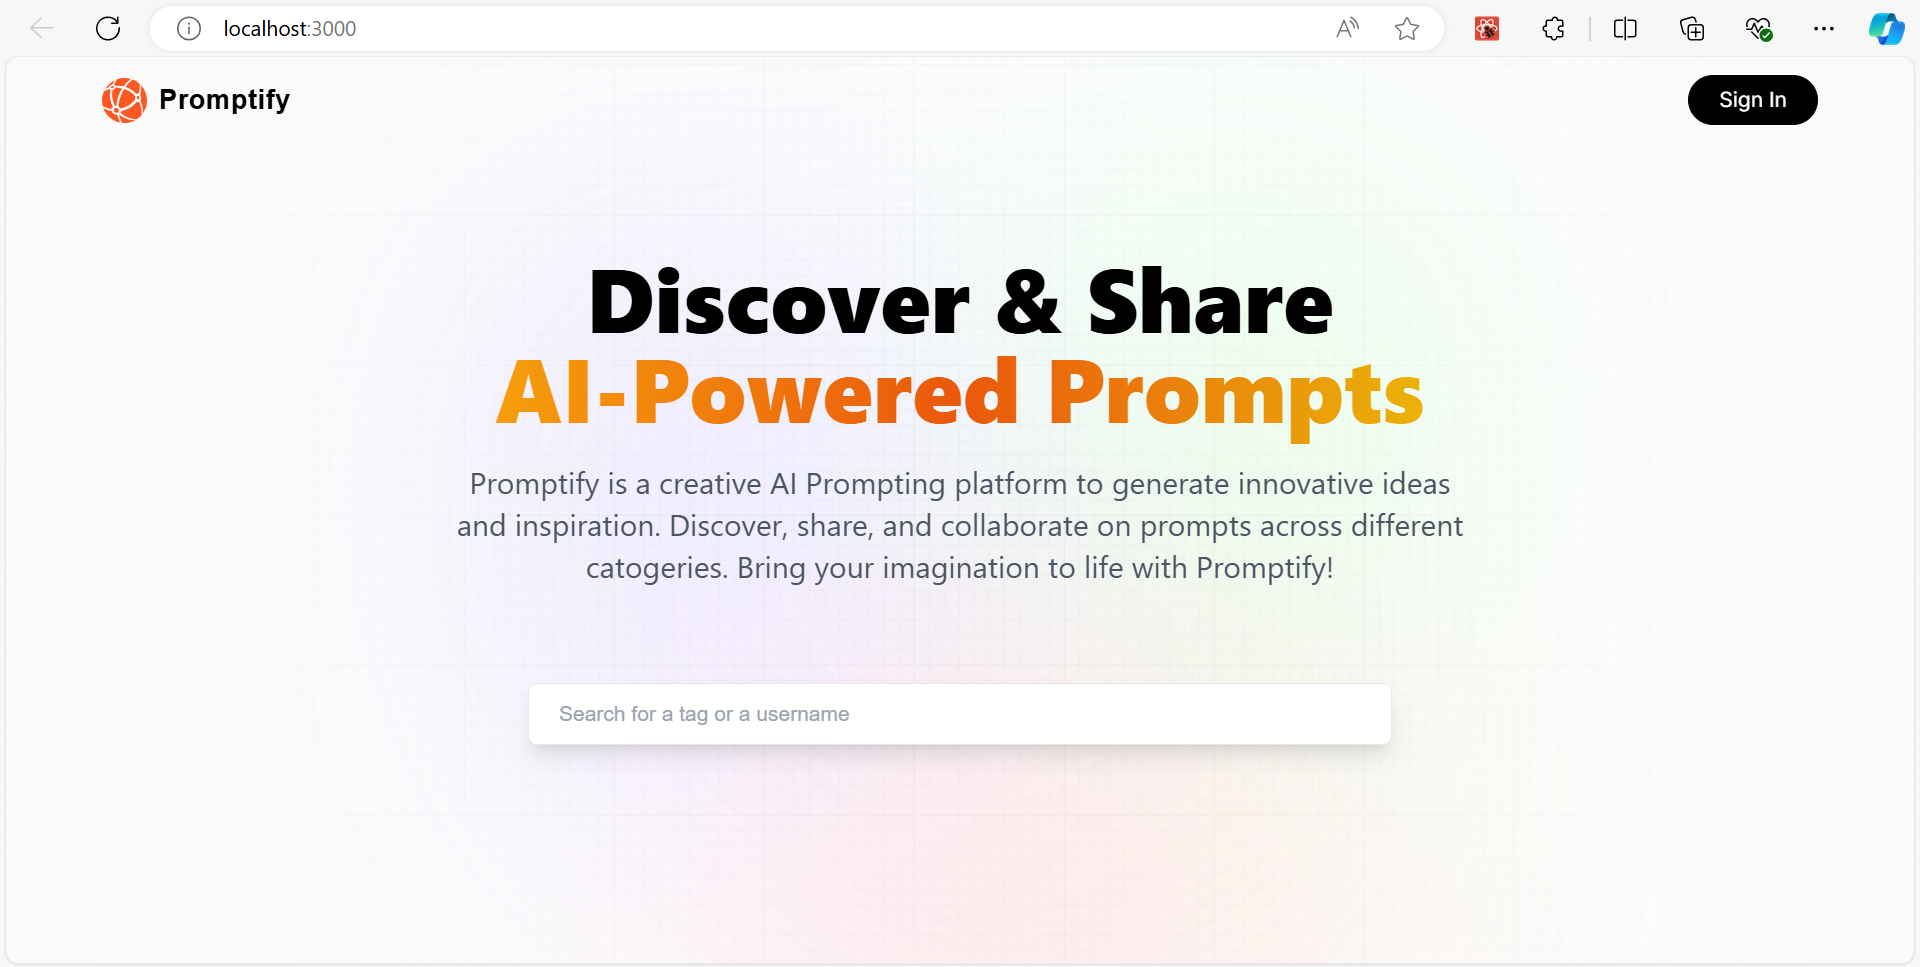 localhost:3000
Promptify
Sign In
Discover & Share
AI-Powered Prompts
Promptify is a creative AI Prompting platform to generate innovative ideas
and inspiration. Discover, share, and collaborate on prompts across different
catogeries. Bring your imagination to life with Promptify!
Search for a tag or a username